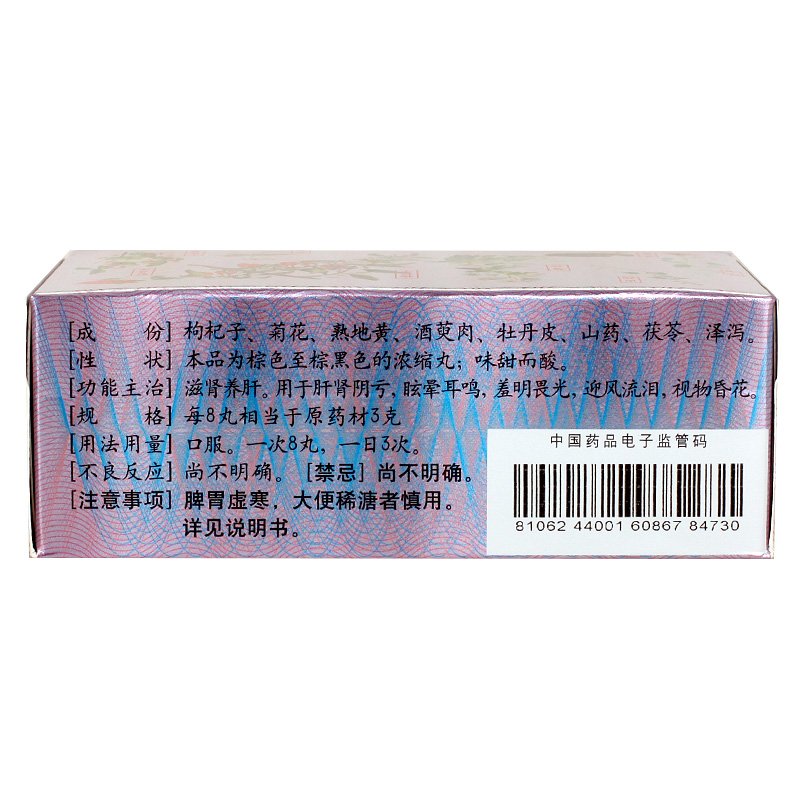 [成份] 枸杞子、菊花、熟地黄、酒萸肉、牡丹皮、山药、茯苓、泽泻。
[性状] 本品为棕色至棕黑色的浓缩丸；味甜而酸。
[功能主治] 滋肾养肝。用于肝肾阴亏，眩晕耳鸣，羞明畏光，迎风流泪，视物昏花。
[规格] 每8丸相当于原药材3克
[用法用量] 口服。一次8丸，一日3次。
[不良反应] 尚不明确。[禁忌] 尚不明确。
[注意事项] 脾胃虚寒，大便稀溏者慎用。
详见说明书。
中国药品电子监管码
81062 44001 60867 84730